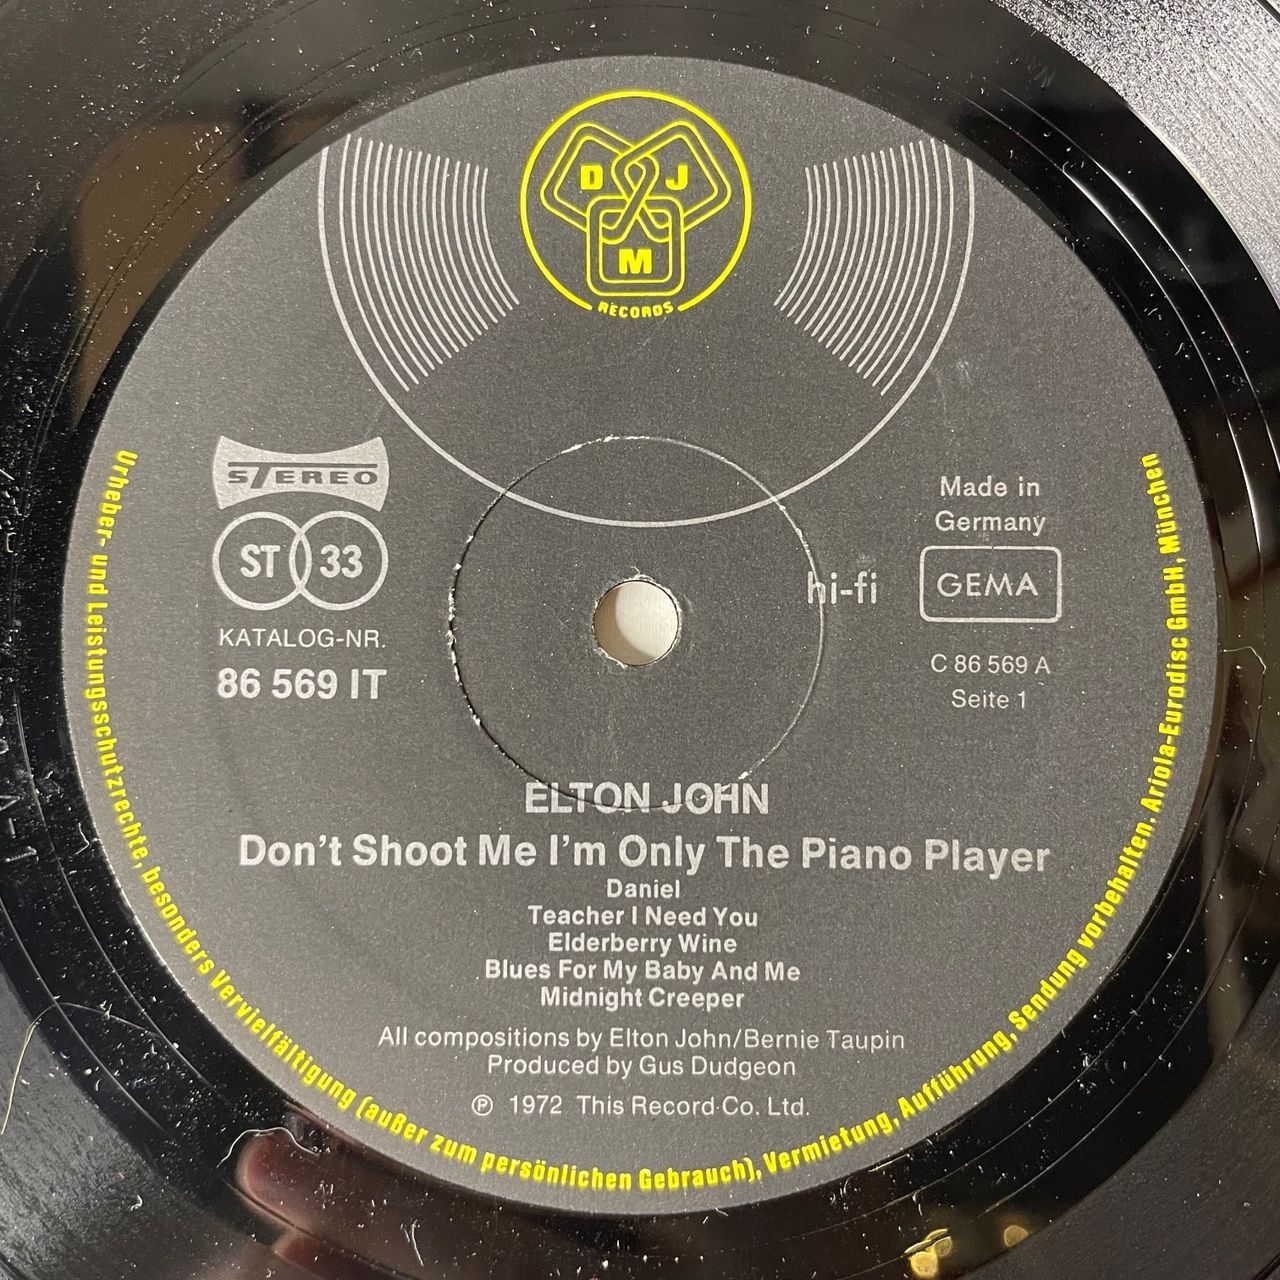 D J
M
RECORDS
STEREO
ST 33
KATALOG-NR.
86 569 IT
hi-fi
Made in
Germany
GEMA
C 86 569 A
Seite 1
ELTON JOHN
Don't Shoot Me I'm Only The Piano Player
Daniel
Teacher I Need You
Elderberry Wine
Blues For My Baby And Me
Midnight Creeper
All compositions by Elton John/Bernie Taupin
Produced by Gus Dudgeon
℗ 1972 This Record Co. Ltd.
Urheber- und Leistungsschutzrechte, besonders Vervielfältigung (außer zum persönlichen Gebrauch), Vermietung, Aufführung, Sendung vorbehalten. Ariola-Eurodisc GmbH, München